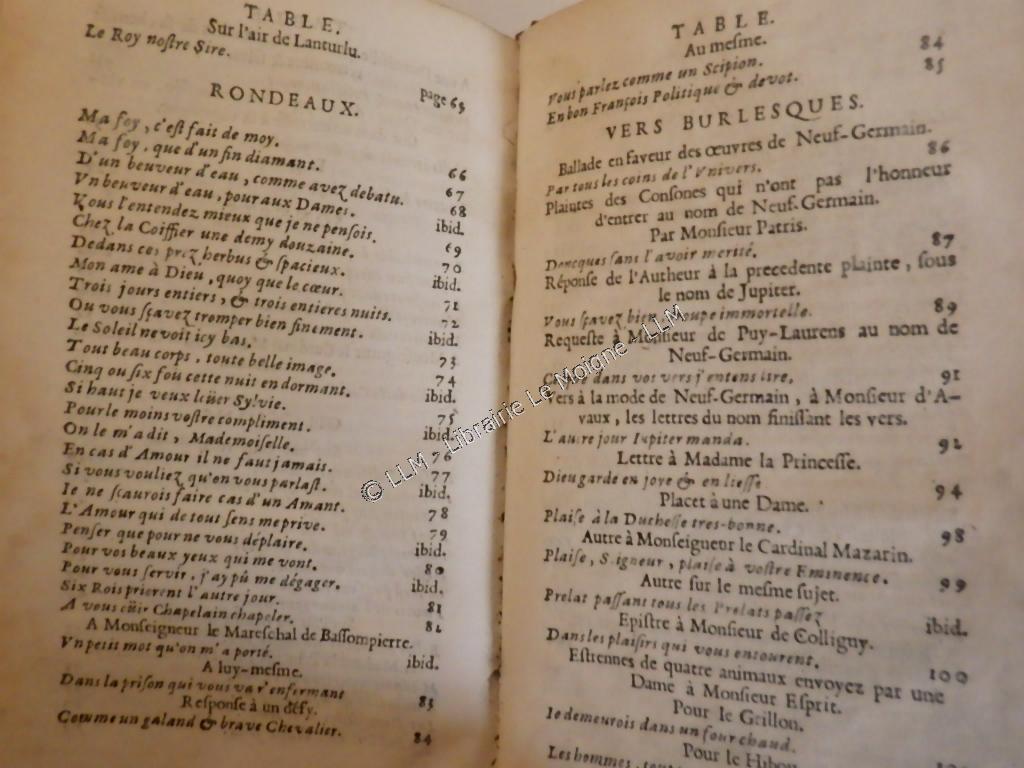 TABLE.
Sur l'air de Lanturlu.
Le Roy noſtre Sire.
page 65
RONDEAUX.
Ma foy, c'eſt fait de moy.
Ma foy, que d'un fin diamant. 66
D'un beuveur d'eau, comme avez debatu. 67
Vn beuveur d'eau, pour aux Dames. 68
Vous l'entendez mieux que je ne penſois. ibid.
Chez la Coiffier une demy douzaine. 69
Dedans ces prez herbus & ſpacieux. 70
Mon ame à Dieu, quoy que le cœur. ibid.
Trois jours entiers, & trois entieres nuits. 71
Ou vous ſçavez tromper bien finement. 72
Le Soleil ne voit icy bas. ibid.
Tout beau corps, toute belle image. 73
Cinq ou ſix fou cette nuit en dormant. 74
Si haut je veux loüer Sylvie. ibid.
Pour le moins voſtre compliment. 75
On le m'a dit, Mademoiſelle. ibid.
En cas d'Amour il ne faut jamais. 76
Si vous vouliez qu'on vous parlaſt. 77
Ie ne ſcaurois faire cas d'un Amant. ibid.
L'Amour qui de tout ſens me prive. 78
Penſer que pour ne vous déplaire. 79
Pour vos beaux yeux qui me vont. ibid.
Pour vous ſervir, j'ay pû me dégager. 80
Six Rois prierent l'autre jour. ibid.
A vous oüir Chapelain chapeler. 81
A Monſeigneur le Mareſchal de Baſſompierre. 82
Vn petit mot qu'on m'a porté. ibid.
A luy-meſme.
Dans la priſon qui vous va r'enfermant 83
Reſponſe à un défy.
Comme un galand & brave Chevalier. 84
TABLE.
Au meſme. 84
Vous parlez comme un Scipion. 85
En bon François Politique & devot.
VERS BURLESQUES.
Ballade en faveur des œuvres de Neuf-Germain.
Par tous les coins de l'Vnivers. 86
Plaintes des Conſones qui n'ont pas l'honneur
d'entrer au nom de Neuf-Germain.
Par Monſieur Patris.
Doncques ſans l'avoir merité. 87
Réponſe de l'Autheur à la precedente plainte, ſous
le nom de Jupiter.
Vous ſçavez bien troupe immortelle. 89
Requeſte à Monſieur de Puy-Laurens au nom de
Neuf-Germain.
dans vos vers j'entens lire. 91
Vers à la mode de Neuf-Germain, à Monſieur d'A-
vaux, les lettres du nom finiſſant les vers.
L'autre jour Iupiter manda. 92
Lettre à Madame la Princeſſe.
Dieu garde en joye & en lieſſe 94
Placet à une Dame.
Plaiſe à la Ducheſſe tres-bonne. 98
Autre à Monſeigneur le Cardinal Mazarin.
Plaiſe, Seigneur, plaiſe à voſtre Eminence. 99
Autre ſur le meſme ſujet.
Prelat paſſant tous les Prelats paſſez ibid.
Epiſtre à Monſieur de Colligny.
Dans les plaiſirs qui vous entourent. 100
Eſtrennes de quatre animaux envoyez par une
Dame à Monſieur Eſprit.
Pour le Grillon.
Ie demeurois dans un four chaud.
Pour le Hibou
Les hommes,
© LLM - Librairie Le Moigne - LLM